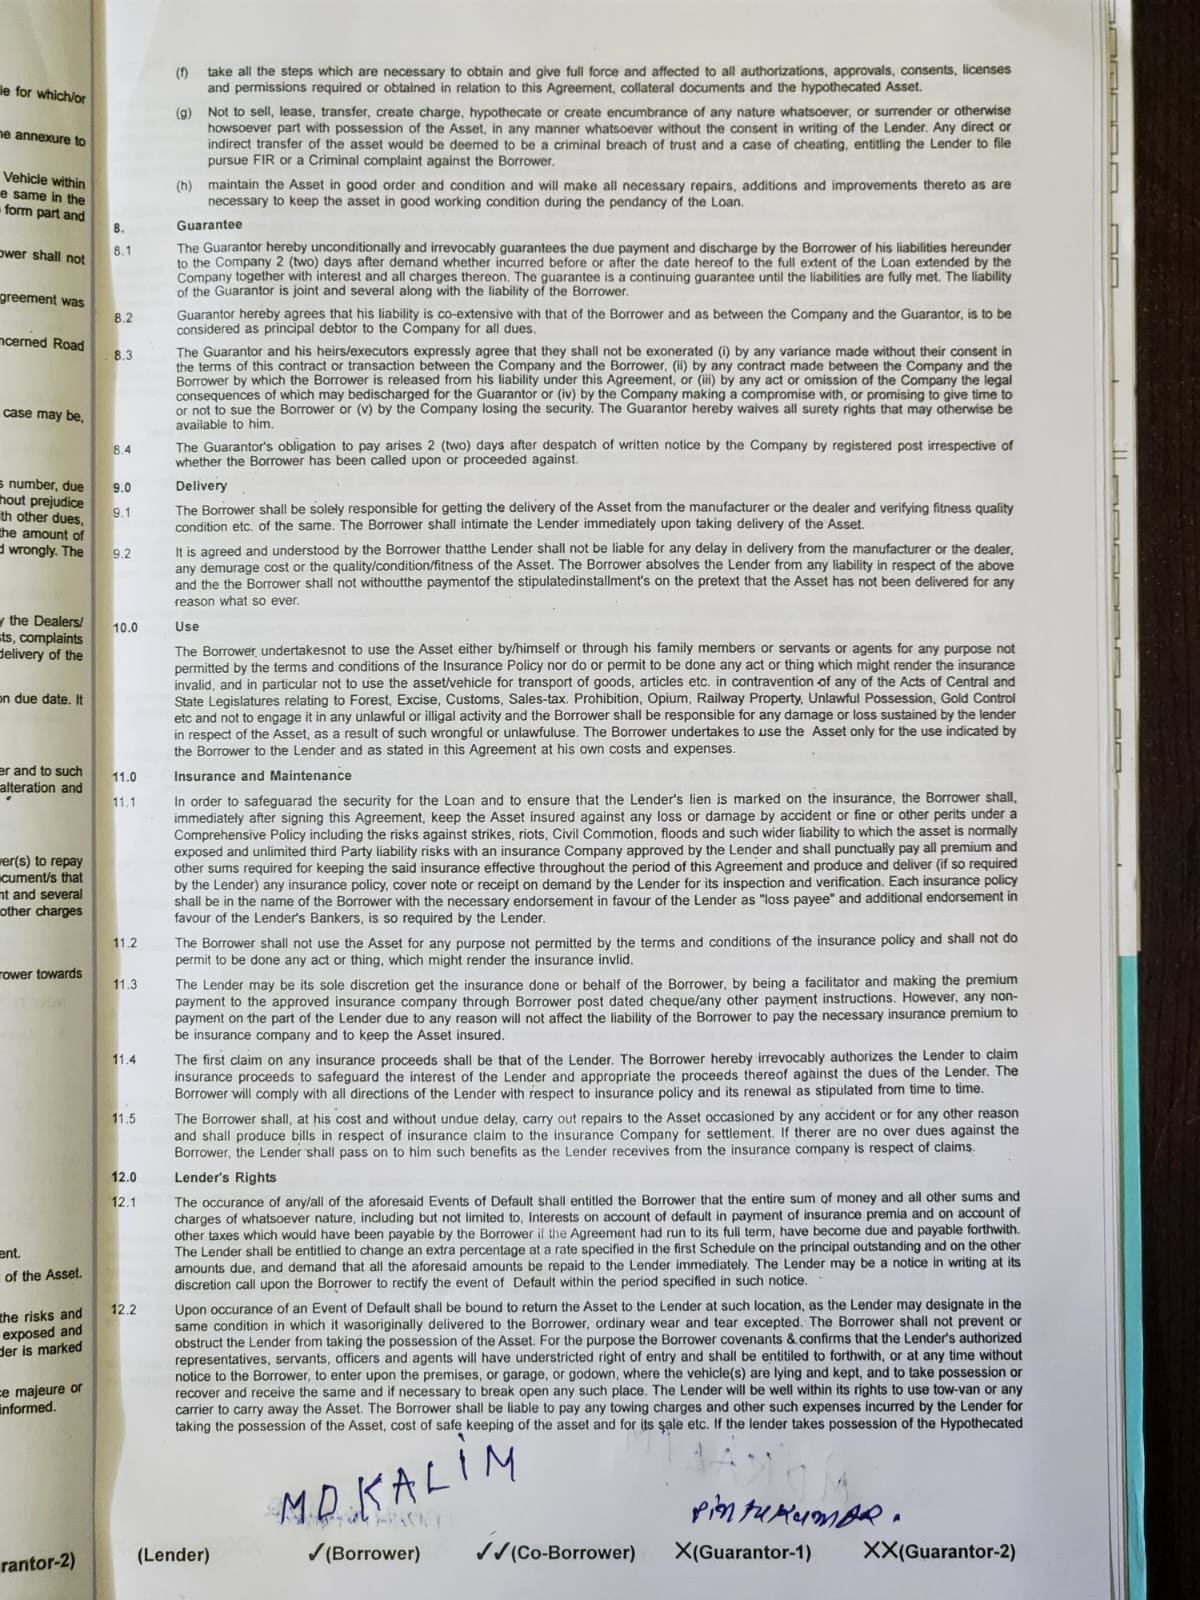 le for which/or
he annexure to
Vehicle within
e same in the
form part and
ower shall not
greement was
ncerned Road
case may be,
s number, due
hout prejudice
ith other dues,
the amount of
d wrongly. The
y the Dealers/
sts, complaints
delivery of the
on due date. It
er and to such
alteration and
ver(s) to repay
cument/s that
nt and several
other charges
rower towards
ent.
of the Asset.
the risks and
exposed and
der is marked
ce majeure or
informed.
rantor-2)
(f) take all the steps which are necessary to obtain and give full force and affected to all authorizations, approvals, consents, licenses
and permissions required or obtained in relation to this Agreement, collateral documents and the hypothecated Asset.
(g) Not to sell, lease, transfer, create charge, hypothecate or create encumbrance of any nature whatsoever, or surrender or otherwise
howsoever part with possession of the Asset, in any manner whatsoever without the consent in writing of the Lender. Any direct or
indirect transfer of the asset would be deemed to be a criminal breach of trust and a case of cheating, entitling the Lender to file
pursue FIR or a Criminal complaint against the Borrower.
(h) maintain the Asset in good order and condition and will make all necessary repairs, additions and improvements thereto as are
necessary to keep the asset in good working condition during the pendancy of the Loan.
8. Guarantee
8.1 The Guarantor hereby unconditionally and irrevocably guarantees the due payment and discharge by the Borrower of his liabilities hereunder
to the Company 2 (two) days after demand whether incurred before or after the date hereof to the full extent of the Loan extended by the
Company together with interest and all charges thereon. The guarantee is a continuing guarantee until the liabilities are fully met. The liability
of the Guarantor is joint and several along with the liability of the Borrower.
8.2 Guarantor hereby agrees that his liability is co-extensive with that of the Borrower and as between the Company and the Guarantor, is to be
considered as principal debtor to the Company for all dues.
8.3 The Guarantor and his heirs/executors expressly agree that they shall not be exonerated (i) by any variance made without their consent in
the terms of this contract or transaction between the Company and the Borrower, (ii) by any contract made between the Company and the
Borrower by which the Borrower is released from his liability under this Agreement, or (iii) by any act or omission of the Company the legal
consequences of which may bedischarged for the Guarantor or (iv) by the Company making a compromise with, or promising to give time to
or not to sue the Borrower or (v) by the Company losing the security. The Guarantor hereby waives all surety rights that may otherwise be
available to him.
8.4 The Guarantor's obligation to pay arises 2 (two) days after despatch of written notice by the Company by registered post irrespective of
whether the Borrower has been called upon or proceeded against.
9.0 Delivery
9.1 The Borrower shall be solely responsible for getting the delivery of the Asset from the manufacturer or the dealer and verifying fitness quality
condition etc. of the same. The Borrower shall intimate the Lender immediately upon taking delivery of the Asset.
9.2 It is agreed and understood by the Borrower thatthe Lender shall not be liable for any delay in delivery from the manufacturer or the dealer,
any demurage cost or the quality/condition/fitness of the Asset. The Borrower absolves the Lender from any liability in respect of the above
and the the Borrower shall not withoutthe paymentof the stipulatedinstallment's on the pretext that the Asset has not been delivered for any
reason what so ever.
10.0 Use
The Borrower undertakesnot to use the Asset either by/himself or through his family members or servants or agents for any purpose not
permitted by the terms and conditions of the Insurance Policy nor do or permit to be done any act or thing which might render the insurance
invalid, and in particular not to use the asset/vehicle for transport of goods, articles etc. in contravention of any of the Acts of Central and
State Legislatures relating to Forest, Excise, Customs, Sales-tax. Prohibition, Opium, Railway Property, Unlawful Possession, Gold Control
etc and not to engage it in any unlawful or illigal activity and the Borrower shall be responsible for any damage or loss sustained by the lender
in respect of the Asset, as a result of such wrongful or unlawfuluse. The Borrower undertakes to use the Asset only for the use indicated by
the Borrower to the Lender and as stated in this Agreement at his own costs and expenses.
11.0 Insurance and Maintenance
11.1 In order to safeguarad the security for the Loan and to ensure that the Lender's lien is marked on the insurance, the Borrower shall,
immediately after signing this Agreement, keep the Asset insured against any loss or damage by accident or fine or other perits under a
Comprehensive Policy including the risks against strikes, riots, Civil Commotion, floods and such wider liability to which the asset is normally
exposed and unlimited third Party liability risks with an insurance Company approved by the Lender and shall punctually pay all premium and
other sums required for keeping the said insurance effective throughout the period of this Agreement and produce and deliver (if so required
by the Lender) any insurance policy, cover note or receipt on demand by the Lender for its inspection and verification. Each insurance policy
shall be in the name of the Borrower with the necessary endorsement in favour of the Lender as "loss payee" and additional endorsement in
favour of the Lender's Bankers, is so required by the Lender.
11.2 The Borrower shall not use the Asset for any purpose not permitted by the terms and conditions of the insurance policy and shall not do
permit to be done any act or thing, which might render the insurance invlid.
11.3 The Lender may be its sole discretion get the insurance done or behalf of the Borrower, by being a facilitator and making the premium
payment to the approved insurance company through Borrower post dated cheque/any other payment instructions. However, any non-
payment on the part of the Lender due to any reason will not affect the liability of the Borrower to pay the necessary insurance premium to
be insurance company and to keep the Asset insured.
11.4 The first claim on any insurance proceeds shall be that of the Lender. The Borrower hereby irrevocably authorizes the Lender to claim
insurance proceeds to safeguard the interest of the Lender and appropriate the proceeds thereof against the dues of the Lender. The
Borrower will comply with all directions of the Lender with respect to insurance policy and its renewal as stipulated from time to time.
11.5 The Borrower shall, at his cost and without undue delay, carry out repairs to the Asset occasioned by any accident or for any other reason
and shall produce bills in respect of insurance claim to the insurance Company for settlement. If therer are no over dues against the
Borrower, the Lender shall pass on to him such benefits as the Lender recevives from the insurance company is respect of claims.
12.0 Lender's Rights
12.1 The occurance of any/all of the aforesaid Events of Default shall entitled the Borrower that the entire sum of money and all other sums and
charges of whatsoever nature, including but not limited to, Interests on account of default in payment of insurance premia and on account of
other taxes which would have been payable by the Borrower if the Agreement had run to its full term, have become due and payable forthwith.
The Lender shall be entitlied to change an extra percentage at a rate specified in the first Schedule on the principal outstanding and on the other
amounts due, and demand that all the aforesaid amounts be repaid to the Lender immediately. The Lender may be a notice in writing at its
discretion call upon the Borrower to rectify the event of Default within the period specified in such notice.
12.2 Upon occurance of an Event of Default shall be bound to return the Asset to the Lender at such location, as the Lender may designate in the
same condition in which it wasoriginally delivered to the Borrower, ordinary wear and tear excepted. The Borrower shall not prevent or
obstruct the Lender from taking the possession of the Asset. For the purpose the Borrower covenants & confirms that the Lender's authorized
representatives, servants, officers and agents will have understricted right of entry and shall be entitiled to forthwith, or at any time without
notice to the Borrower, to enter upon the premises, or garage, or godown, where the vehicle(s) are lying and kept, and to take possession or
recover and receive the same and if necessary to break open any such place. The Lender will be well within its rights to use tow-van or any
carrier to carry away the Asset. The Borrower shall be liable to pay any towing charges and other such expenses incurred by the Lender for
taking the possession of the Asset, cost of safe keeping of the asset and for its sale etc. If the lender takes possession of the Hypothecated
MD KALIM
Pintu Kumar.
(Lender) ✓(Borrower) ✓✓(Co-Borrower) X(Guarantor-1) XX(Guarantor-2)